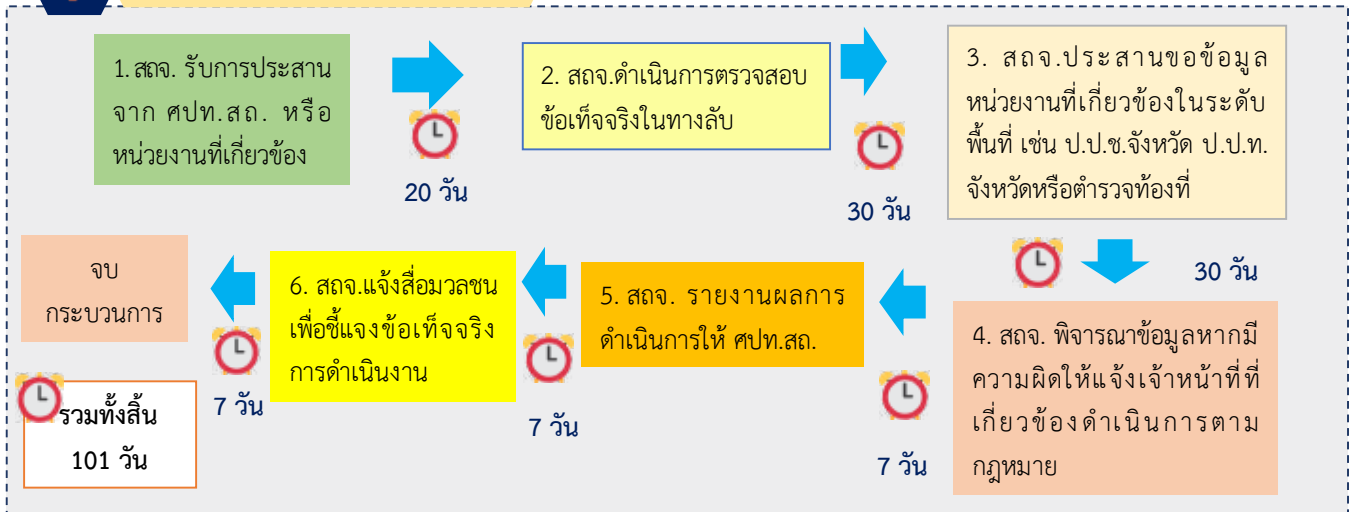 1. สถจ. รับการประสาน
จาก ศปท.สถ. หรือ
หน่วยงานที่เกี่ยวข้อง
20 วัน
2. สถจ.ดำเนินการตรวจสอบ
ข้อเท็จจริงในทางลับ
30 วัน
3. สถจ.ประสานขอข้อมูล
หน่วยงานที่เกี่ยวข้องในระดับ
พื้นที่ เช่น ป.ป.ช.จังหวัด ป.ป.ท.
จังหวัดหรือตำรวจท้องที่
30 วัน
4. สถจ. พิจารณาข้อมูลหากมี
ความผิดให้แจ้งเจ้าหน้าที่ที่
เกี่ยวข้องดำเนินการตาม
กฎหมาย
7 วัน
5. สถจ. รายงานผลการ
ดำเนินการให้ ศปท.สถ.
7 วัน
6. สถจ.แจ้งสื่อมวลชน
เพื่อชี้แจงข้อเท็จจริง
การดำเนินงาน
7 วัน
จบ
กระบวนการ
รวมทั้งสิ้น
101 วัน